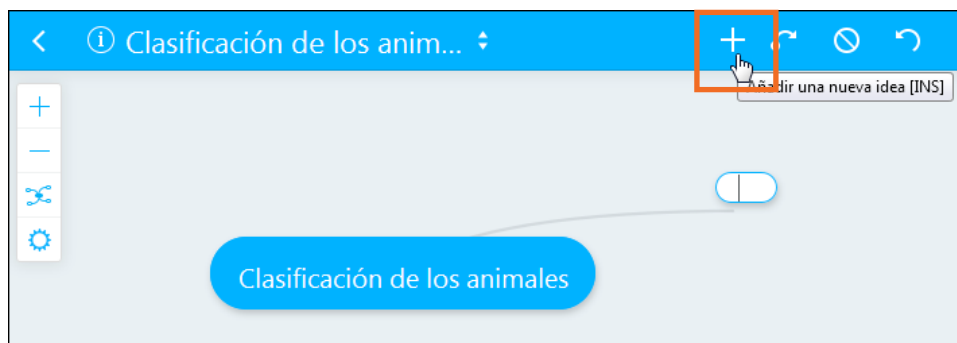 Clasificación de los anim...
Añadir una nueva idea [INS]
Clasificación de los animales